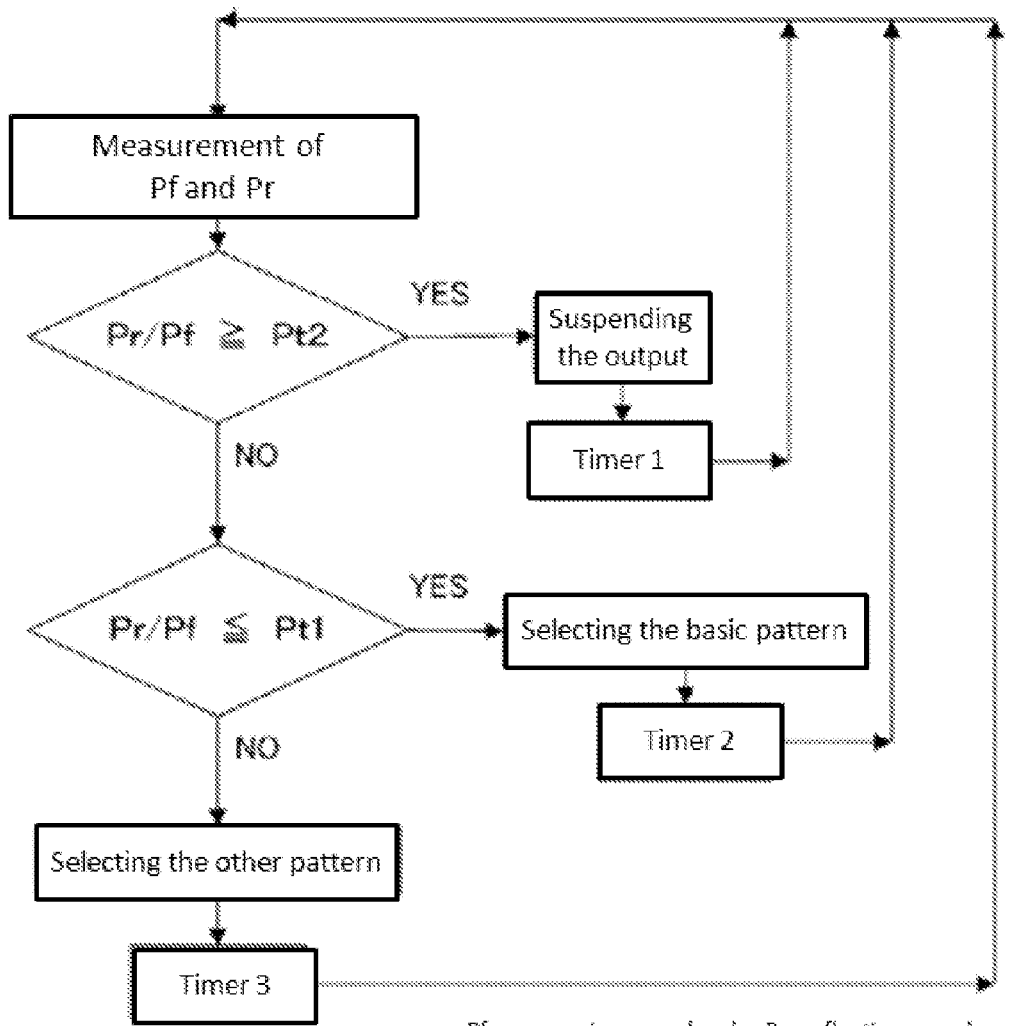 Measurement of
Pf and Pr
Pr/Pf ≧ Pt2
YES
Suspending
the output
Timer 1
NO
Pr/Pf ≦ Pt1
YES
Selecting the basic pattern
Timer 2
NO
Selecting the other pattern
Timer 3